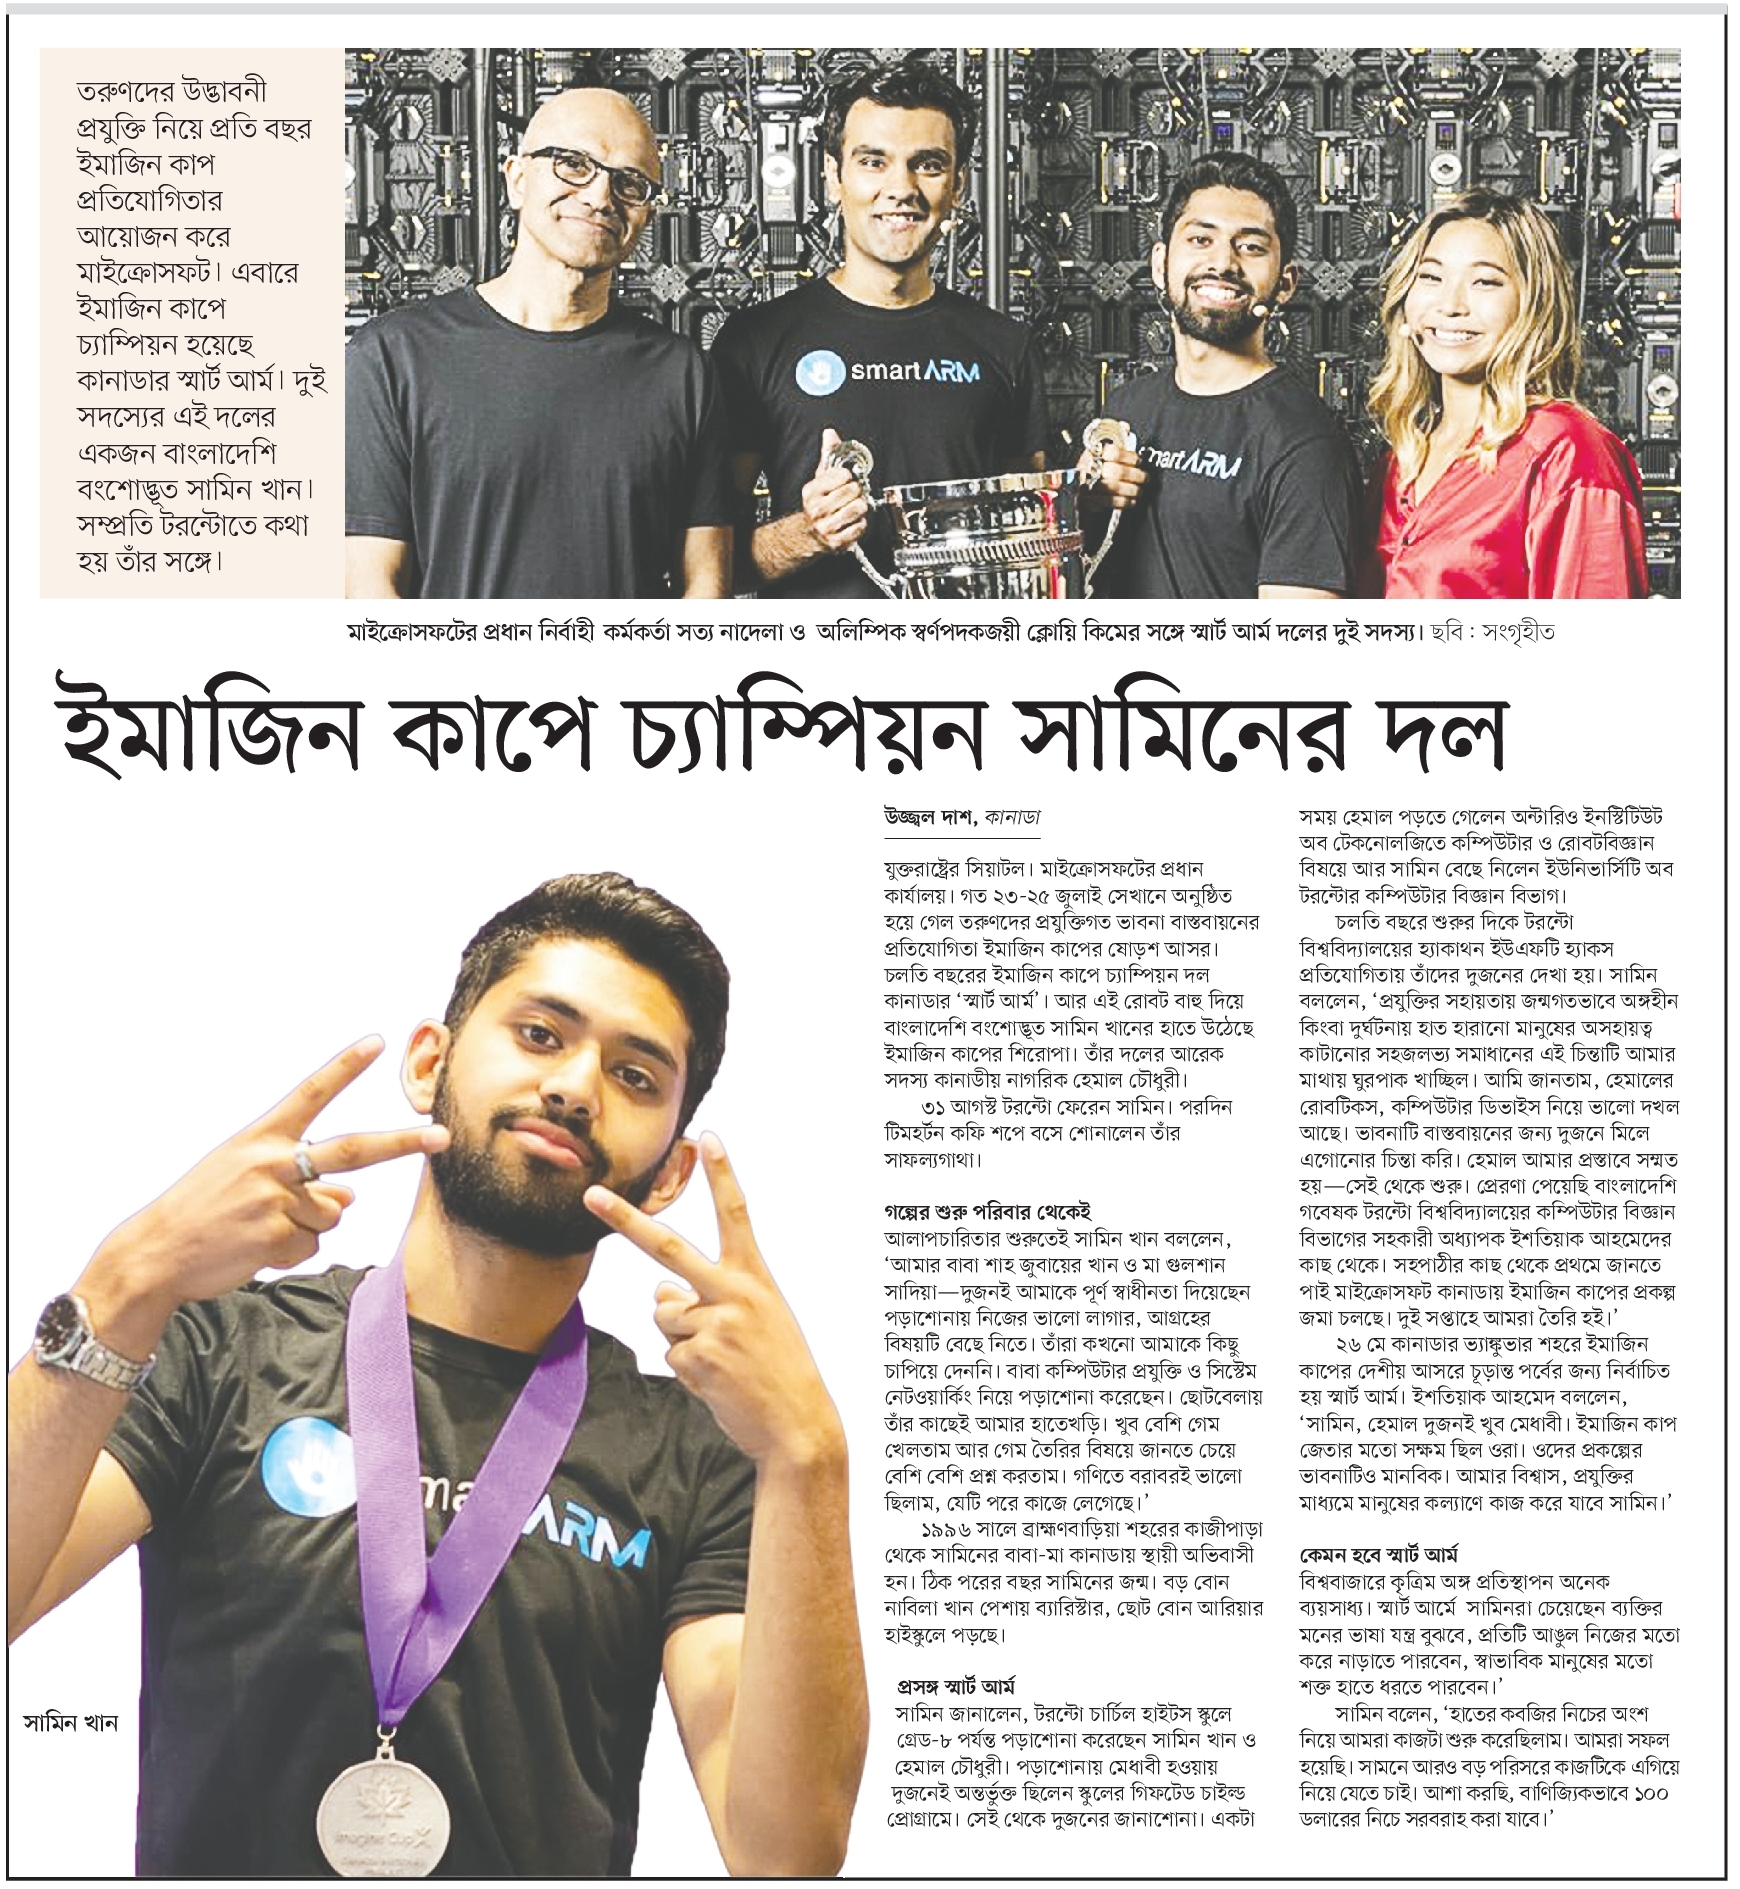 তরুণদের উদ্ভাবনী
প্রযুক্তি নিয়ে প্রতি বছর
ইমাজিন কাপ
প্রতিযোগিতার
আয়োজন করে
মাইক্রোসফট। এবারে
ইমাজিন কাপে
চ্যাম্পিয়ন হয়েছে
কানাডার স্মার্ট আর্ম। দুই
সদস্যের এই দলের
একজন বাংলাদেশি
বংশোদ্ভূত সামিন খান।
সম্প্রতি টরন্টোতে কথা
হয় তাঁর সঙ্গে।
smartARM
martARM
মাইক্রোসফটের প্রধান নির্বাহী কর্মকর্তা সত্য নাদেলা ও অলিম্পিক স্বর্ণপদকজয়ী ক্লোয়ি কিমের সঙ্গে স্মার্ট আর্ম দলের দুই সদস্য। ছবি : সংগৃহীত
ইমাজিন কাপে চ্যাম্পিয়ন সামিনের দল
উজ্জ্বল দাশ, কানাডা
যুক্তরাষ্ট্রের সিয়াটল। মাইক্রোসফটের প্রধান
কার্যালয়। গত ২৩-২৫ জুলাই সেখানে অনুষ্ঠিত
হয়ে গেল তরুণদের প্রযুক্তিগত ভাবনা বাস্তবায়নের
প্রতিযোগিতা ইমাজিন কাপের ষোড়শ আসর।
চলতি বছরের ইমাজিন কাপে চ্যাম্পিয়ন দল
কানাডার ‘স্মার্ট আর্ম’। আর এই রোবট বাহু দিয়ে
বাংলাদেশি বংশোদ্ভূত সামিন খানের হাতে উঠেছে
ইমাজিন কাপের শিরোপা। তাঁর দলের আরেক
সদস্য কানাডীয় নাগরিক হেমাল চৌধুরী।
৩১ আগস্ট টরন্টো ফেরেন সামিন। পরদিন
টিমহর্টন কফি শপে বসে শোনালেন তাঁর
সাফল্যগাথা।
গল্পের শুরু পরিবার থেকেই
আলাপচারিতার শুরুতেই সামিন খান বললেন,
‘আমার বাবা শাহ জুবায়ের খান ও মা গুলশান
সাদিয়া—দুজনই আমাকে পূর্ণ স্বাধীনতা দিয়েছেন
পড়াশোনায় নিজের ভালো লাগার, আগ্রহের
বিষয়টি বেছে নিতে। তাঁরা কখনো আমাকে কিছু
চাপিয়ে দেননি। বাবা কম্পিউটার প্রযুক্তি ও সিস্টেম
নেটওয়ার্কিং নিয়ে পড়াশোনা করেছেন। ছোটবেলায়
তাঁর কাছেই আমার হাতেখড়ি। খুব বেশি গেম
খেলতাম আর গেম তৈরির বিষয়ে জানতে চেয়ে
বেশি বেশি প্রশ্ন করতাম। গণিতে বরাবরই ভালো
ছিলাম, যেটি পরে কাজে লেগেছে।’
১৯৯৬ সালে ব্রাহ্মণবাড়িয়া শহরের কাজীপাড়া
থেকে সামিনের বাবা-মা কানাডায় স্থায়ী অভিবাসী
হন। ঠিক পরের বছর সামিনের জন্ম। বড় বোন
নাবিলা খান পেশায় ব্যারিস্টার, ছোট বোন আরিয়ার
হাইস্কুলে পড়ছে।
প্রসঙ্গ স্মার্ট আর্ম
সামিন জানালেন, টরন্টো চার্চিল হাইটস স্কুলে
গ্রেড-৮ পর্যন্ত পড়াশোনা করেছেন সামিন খান ও
হেমাল চৌধুরী। পড়াশোনায় মেধাবী হওয়ায়
দুজনেই অন্তর্ভুক্ত ছিলেন স্কুলের গিফটেড চাইল্ড
প্রোগ্রামে। সেই থেকে দুজনের জানাশোনা। একটা
সময় হেমাল পড়তে গেলেন অন্টারিও ইনস্টিটিউট
অব টেকনোলজিতে কম্পিউটার ও রোবটবিজ্ঞান
বিষয়ে আর সামিন বেছে নিলেন ইউনিভার্সিটি অব
টরন্টোর কম্পিউটার বিজ্ঞান বিভাগ।
চলতি বছরে শুরুর দিকে টরন্টো
বিশ্ববিদ্যালয়ের হ্যাকাথন ইউএফটি হ্যাকস
প্রতিযোগিতায় তাঁদের দুজনের দেখা হয়। সামিন
বললেন, ‘প্রযুক্তির সহায়তায় জন্মগতভাবে অঙ্গহীন
কিংবা দুর্ঘটনায় হাত হারানো মানুষের অসহায়ত্ব
কাটানোর সহজলভ্য সমাধানের এই চিন্তাটি আমার
মাথায় ঘুরপাক খাচ্ছিল। আমি জানতাম, হেমালের
রোবটিকস, কম্পিউটার ডিভাইস নিয়ে ভালো দখল
আছে। ভাবনাটি বাস্তবায়নের জন্য দুজনে মিলে
এগোনোর চিন্তা করি। হেমাল আমার প্রস্তাবে সম্মত
হয়—সেই থেকে শুরু। প্রেরণা পেয়েছি বাংলাদেশি
গবেষক টরন্টো বিশ্ববিদ্যালয়ের কম্পিউটার বিজ্ঞান
বিভাগের সহকারী অধ্যাপক ইশতিয়াক আহমেদের
কাছ থেকে। সহপাঠীর কাছ থেকে প্রথমে জানতে
পাই মাইক্রোসফট কানাডায় ইমাজিন কাপের প্রকল্প
জমা চলছে। দুই সপ্তাহে আমরা তৈরি হই।’
২৬ মে কানাডার ভ্যাঙ্কুভার শহরে ইমাজিন
কাপের দেশীয় আসরে চূড়ান্ত পর্বের জন্য নির্বাচিত
হয় স্মার্ট আর্ম। ইশতিয়াক আহমেদ বললেন,
‘সামিন, হেমাল দুজনই খুব মেধাবী। ইমাজিন কাপ
জেতার মতো সক্ষম ছিল ওরা। ওদের প্রকল্পের
ভাবনাটিও মানবিক। আমার বিশ্বাস, প্রযুক্তির
মাধ্যমে মানুষের কল্যাণে কাজ করে যাবে সামিন।’
কেমন হবে স্মার্ট আর্ম
বিশ্ববাজারে কৃত্রিম অঙ্গ প্রতিস্থাপন অনেক
ব্যয়সাধ্য। স্মার্ট আর্মে সামিনরা চেয়েছেন ব্যক্তির
মনের ভাষা যন্ত্র বুঝবে, প্রতিটি আঙুল নিজের মতো
করে নাড়াতে পারবেন, স্বাভাবিক মানুষের মতো
শক্ত হাতে ধরতে পারবেন।’
সামিন বলেন, ‘হাতের কবজির নিচের অংশ
নিয়ে আমরা কাজটা শুরু করেছিলাম। আমরা সফল
হয়েছি। সামনে আরও বড় পরিসরে কাজটিকে এগিয়ে
নিয়ে যেতে চাই। আশা করছি, বাণিজ্যিকভাবে ১০০
ডলারের নিচে সরবরাহ করা যাবে।’
ma ARM
সামিন খান
Imagine Cup